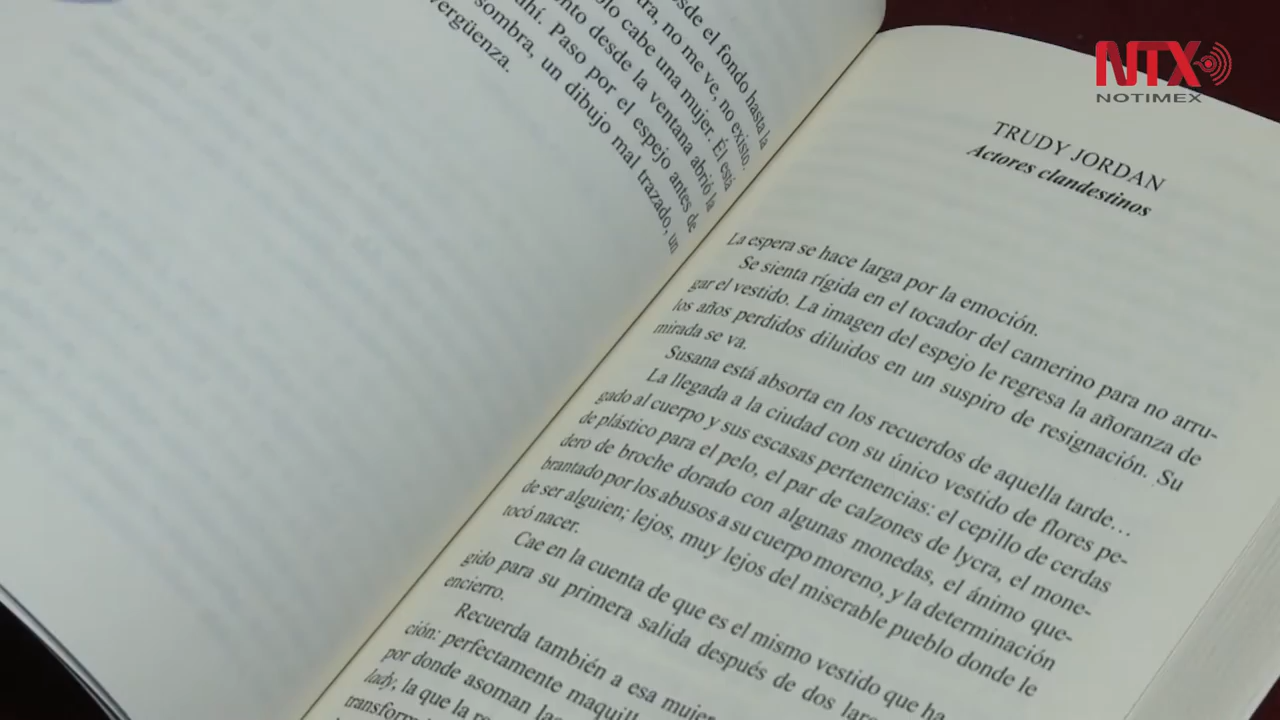 esde el fondo hasta la
tra, no me ve, no existo.
olo cabe una mujer. Él está
nto desde la ventana abrió la
uhí. Paso por el espejo antes de
sombra, un dibujo mal trazado, un
vergüenza.
NTX
NOTIMEX
TRUDY JORDAN
Actores clandestinos
La espera se hace larga por la emoción.
Se sienta rígida en el tocador del camerino para no arru-
gar el vestido. La imagen del espejo le regresa la añoranza de
los años perdidos diluidos en un suspiro de resignación. Su
mirada se va.
Susana está absorta en los recuerdos de aquella tarde...
La llegada a la ciudad con su único vestido de flores pe-
gado al cuerpo y sus escasas pertenencias: el cepillo de cerdas
de plástico para el pelo, el par de calzones de lycra, el mone-
dero de broche dorado con algunas monedas, el ánimo que-
brantado por los abusos a su cuerpo moreno, y la determinación
de ser alguien; lejos, muy lejos del miserable pueblo donde le
tocó nacer.
Cae en la cuenta de que es el mismo vestido que ha
gido para su primera salida después de dos larg
encierro.
Recuerda también a esa mujer
ción: perfectamente maquill
por donde asoman las
lady, la que la
transform